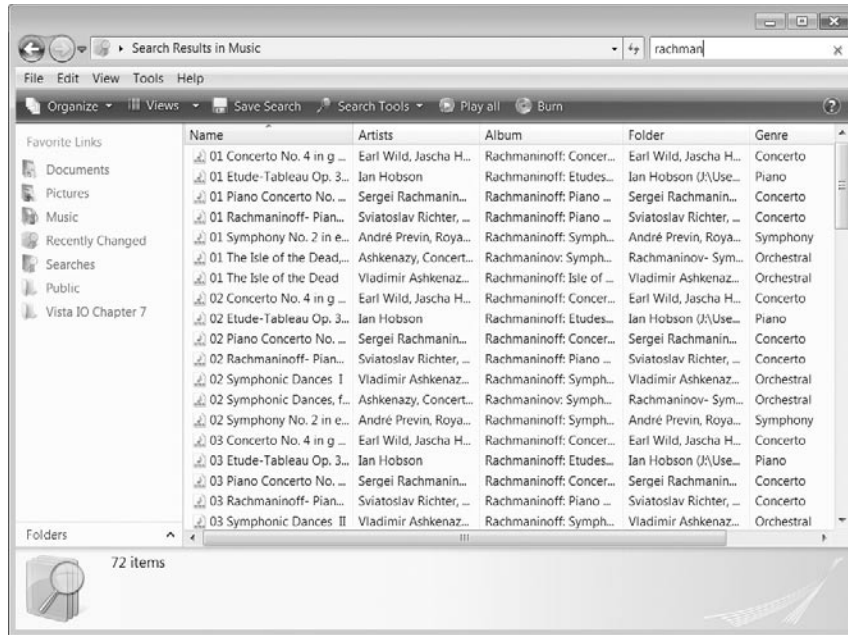 Search Results in Music rachman
File Edit View Tools Help
Organize Views Save Search Search Tools Play all Burn
Favorite Links
Documents
Pictures
Music
Recently Changed
Searches
Public
Vista IO Chapter 7
Folders
Name Artists Album Folder Genre
01 Concerto No. 4 in g ... Earl Wild, Jascha H... Rachmaninoff: Concer... Earl Wild, Jascha H... Concerto
01 Etude-Tableau Op. 3... Ian Hobson Rachmaninoff: Etudes... Ian Hobson (J:\Use... Piano
01 Piano Concerto No. ... Sergei Rachmanin... Rachmaninoff: Piano ... Sergei Rachmanin... Concerto
01 Rachmaninoff- Pian... Sviatoslav Richter, ... Rachmaninoff: Piano ... Sviatoslav Richter, ... Concerto
01 Symphony No. 2 in e... André Previn, Roya... Rachmaninoff: Symph... André Previn, Roya... Symphony
01 The Isle of the Dead,... Ashkenazy, Concert... Rachmaninov: Symph... Rachmaninov- Sym... Orchestral
01 The Isle of the Dead Vladimir Ashkenaz... Rachmaninoff: Isle of ... Vladimir Ashkenaz... Orchestral
02 Concerto No. 4 in g ... Earl Wild, Jascha H... Rachmaninoff: Concer... Earl Wild, Jascha H... Concerto
02 Etude-Tableau Op. 3... Ian Hobson Rachmaninoff: Etudes... Ian Hobson (J:\Use... Piano
02 Piano Concerto No. ... Sergei Rachmanin... Rachmaninoff: Concer... Sergei Rachmanin... Concerto
02 Rachmaninoff- Pian... Sviatoslav Richter, ... Rachmaninoff: Piano ... Sviatoslav Richter, ... Concerto
02 Symphonic Dances I Vladimir Ashkenaz... Rachmaninoff: Symph... Vladimir Ashkenaz... Orchestral
02 Symphonic Dances, f... Ashkenazy, Concert... Rachmaninov: Symph... Rachmaninov- Sym... Orchestral
02 Symphony No. 2 in e... André Previn, Roya... Rachmaninoff: Symph... André Previn, Roya... Symphony
03 Concerto No. 4 in g ... Earl Wild, Jascha H... Rachmaninoff: Concer... Earl Wild, Jascha H... Concerto
03 Etude-Tableau Op. 3... Ian Hobson Rachmaninoff: Etudes... Ian Hobson (J:\Use... Piano
03 Piano Concerto No. ... Sergei Rachmanin... Rachmaninoff: Concer... Sergei Rachmanin... Concerto
03 Rachmaninoff- Pian... Sviatoslav Richter, ... Rachmaninoff: Piano ... Sviatoslav Richter, ... Concerto
03 Symphonic Dances II Vladimir Ashkenaz... Rachmaninoff: Symph... Vladimir Ashkenaz... Orchestral
72 items